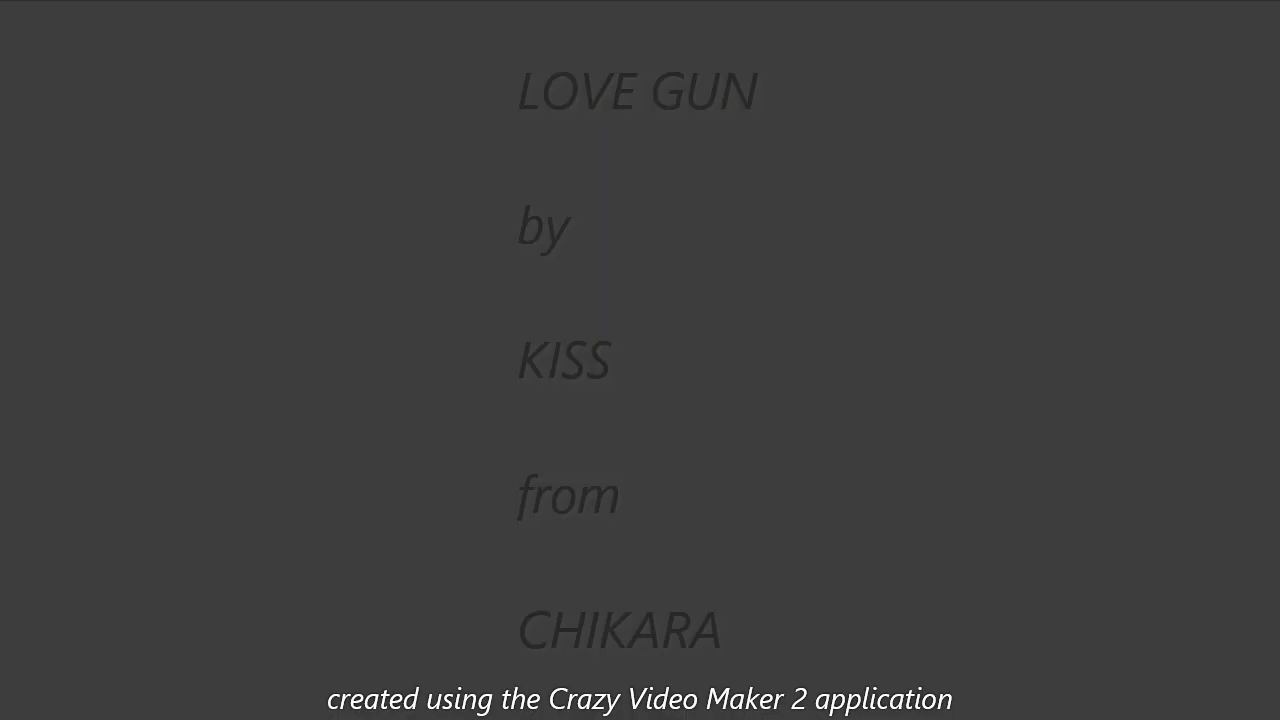 LOVE GUN
by
KISS
from
CHIKARA
created using the Crazy Video Maker 2 application